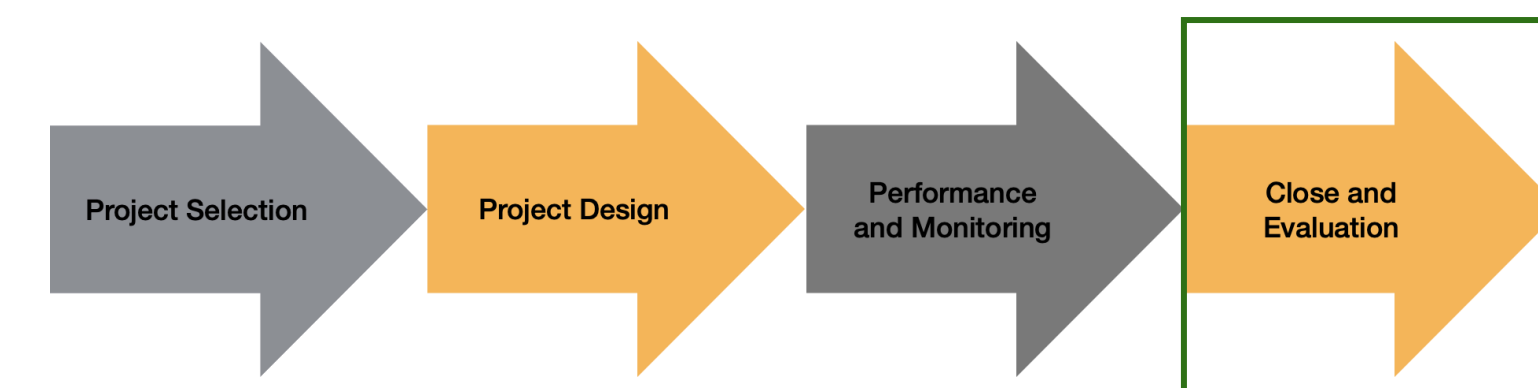 Project Selection
Project Design
Performance
and Monitoring
Close and
Evaluation